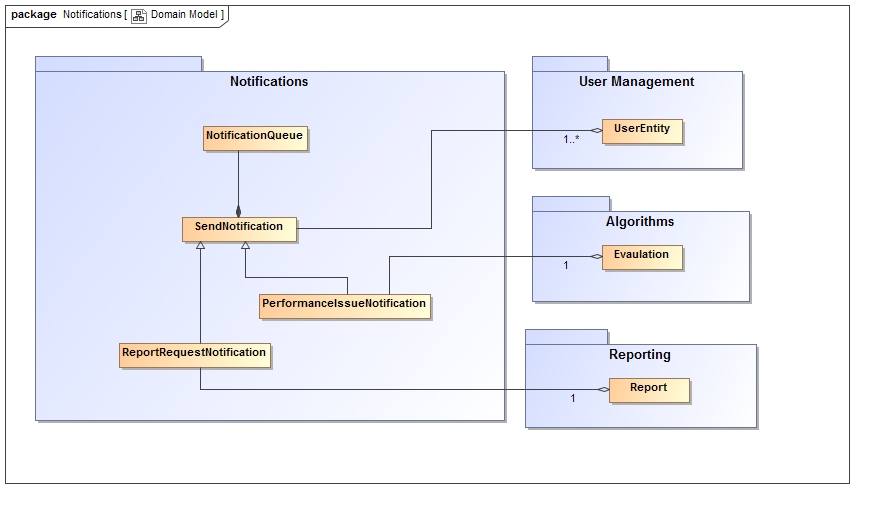 package Notifications [ Domain Model ]
Notifications
NotificationQueue
SendNotification
PerformanceIssueNotification
ReportRequestNotification
User Management
UserEntity
1..*
Algorithms
Evaulation
1
Reporting
Report
1